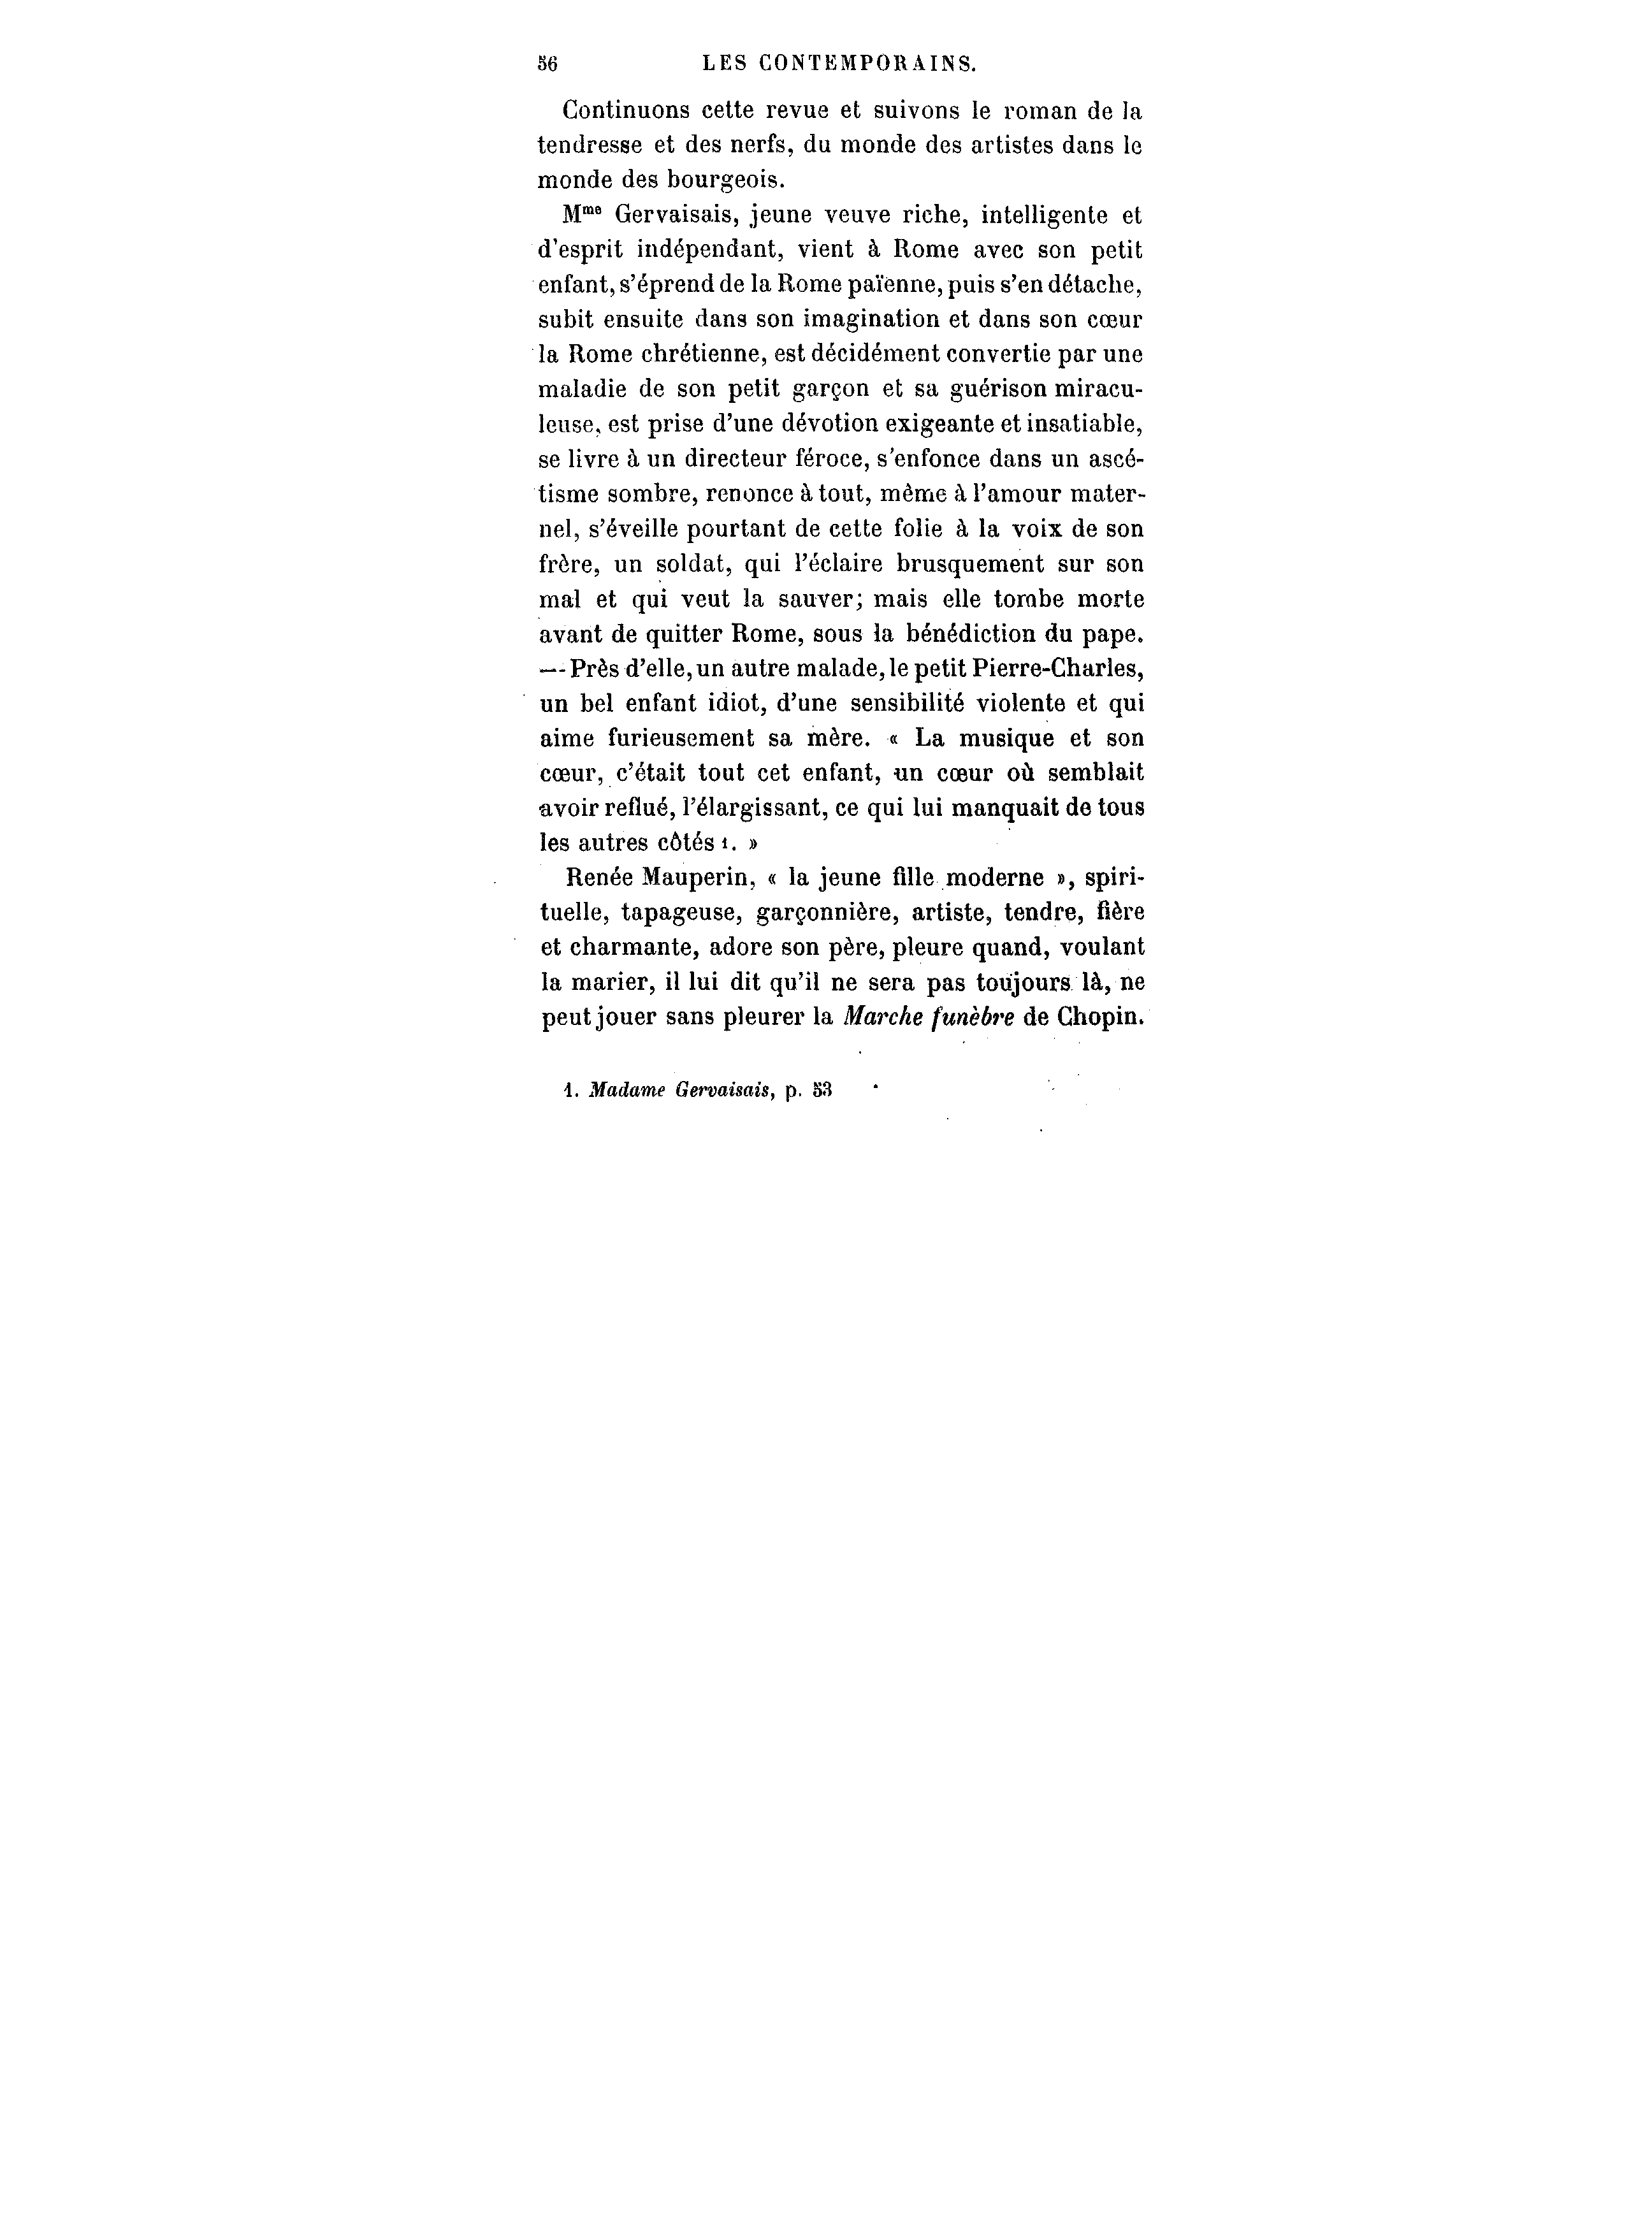 56 LES CONTEMPORAINS.
Continuons cette revue et suivons le roman de la
tendresse et des nerfs, du monde des artistes dans le
monde des bourgeois.
Mme Gervaisais, jeune veuve riche, intelligente et
d'esprit indépendant, vient à Rome avec son petit
enfant, s'éprend de la Rome païenne, puis s'en détache,
subit ensuite dans son imagination et dans son cœur
la Rome chrétienne, est décidément convertie par une
maladie de son petit garçon et sa guérison miracu-
leuse, est prise d'une dévotion exigeante et insatiable,
se livre à un directeur féroce, s'enfonce dans un ascé-
tisme sombre, renonce à tout, même à l'amour mater-
nel, s'éveille pourtant de cette folie à la voix de son
frère, un soldat, qui l'éclaire brusquement sur son
mal et qui veut la sauver; mais elle tombe morte
avant de quitter Rome, sous la bénédiction du pape.
— Près d'elle, un autre malade, le petit Pierre-Charles,
un bel enfant idiot, d'une sensibilité violente et qui
aime furieusement sa mère. « La musique et son
cœur, c'était tout cet enfant, un cœur où semblait
avoir reflué, l'élargissant, ce qui lui manquait de tous
les autres côtés 1. »
Renée Mauperin, « la jeune fille moderne », spiri-
tuelle, tapageuse, garçonnière, artiste, tendre, fière
et charmante, adore son père, pleure quand, voulant
la marier, il lui dit qu'il ne sera pas toujours là, ne
peut jouer sans pleurer la Marche funèbre de Chopin.
1. Madame Gervaisais, p. 53